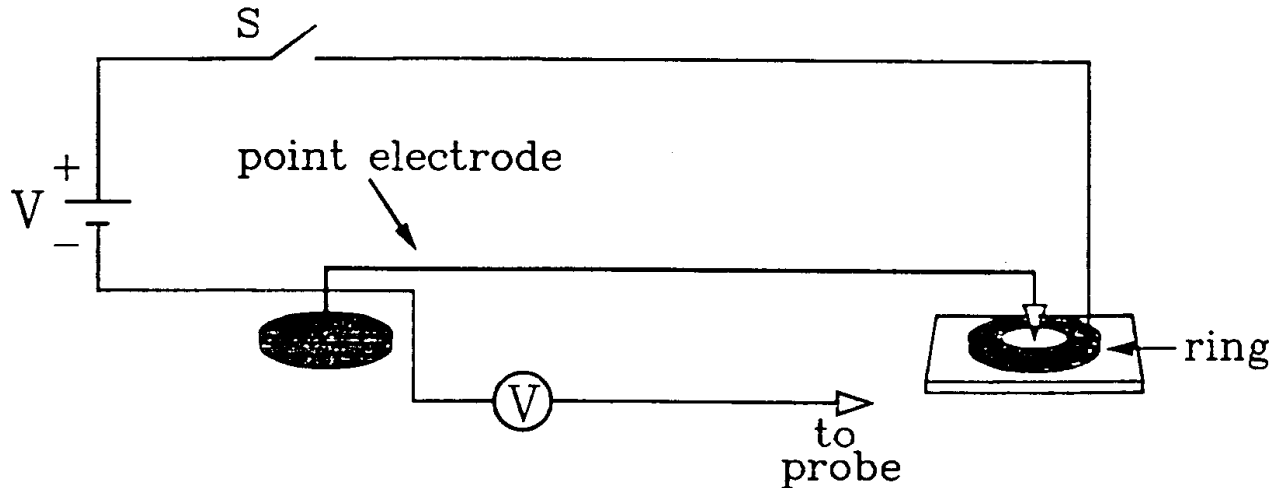 S
point electrode
+
V
−
ring
V
to
probe